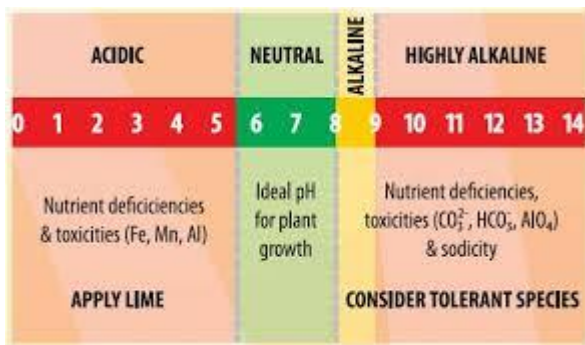 ACIDIC
NEUTRAL
ALKALINE
HIGHLY ALKALINE
0 1 2 3 4 5 6 7 8 9 10 11 12 13 14
Nutrient deficiciencies
& toxicities (Fe, Mn, Al)
Ideal pH
for plant
growth
Nutrient deficiencies,
toxicities (CO₃²⁻, HCO₃⁻, AlO₄⁻)
& sodicity
APPLY LIME
CONSIDER TOLERANT SPECIES